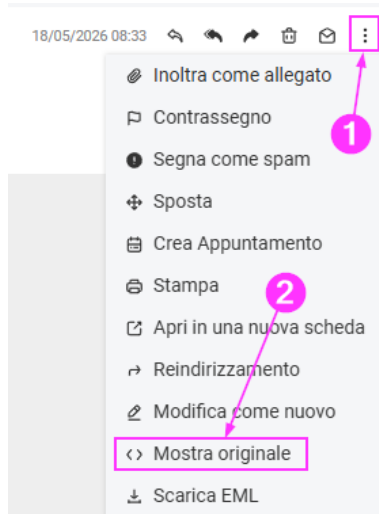 18/05/2026 08:33
1
Inoltra come allegato
Contrassegno
Segna come spam
Sposta
Crea Appuntamento
Stampa
2
Apri in una nuova scheda
Reindirizzamento
Modifica come nuovo
Mostra originale
Scarica EML